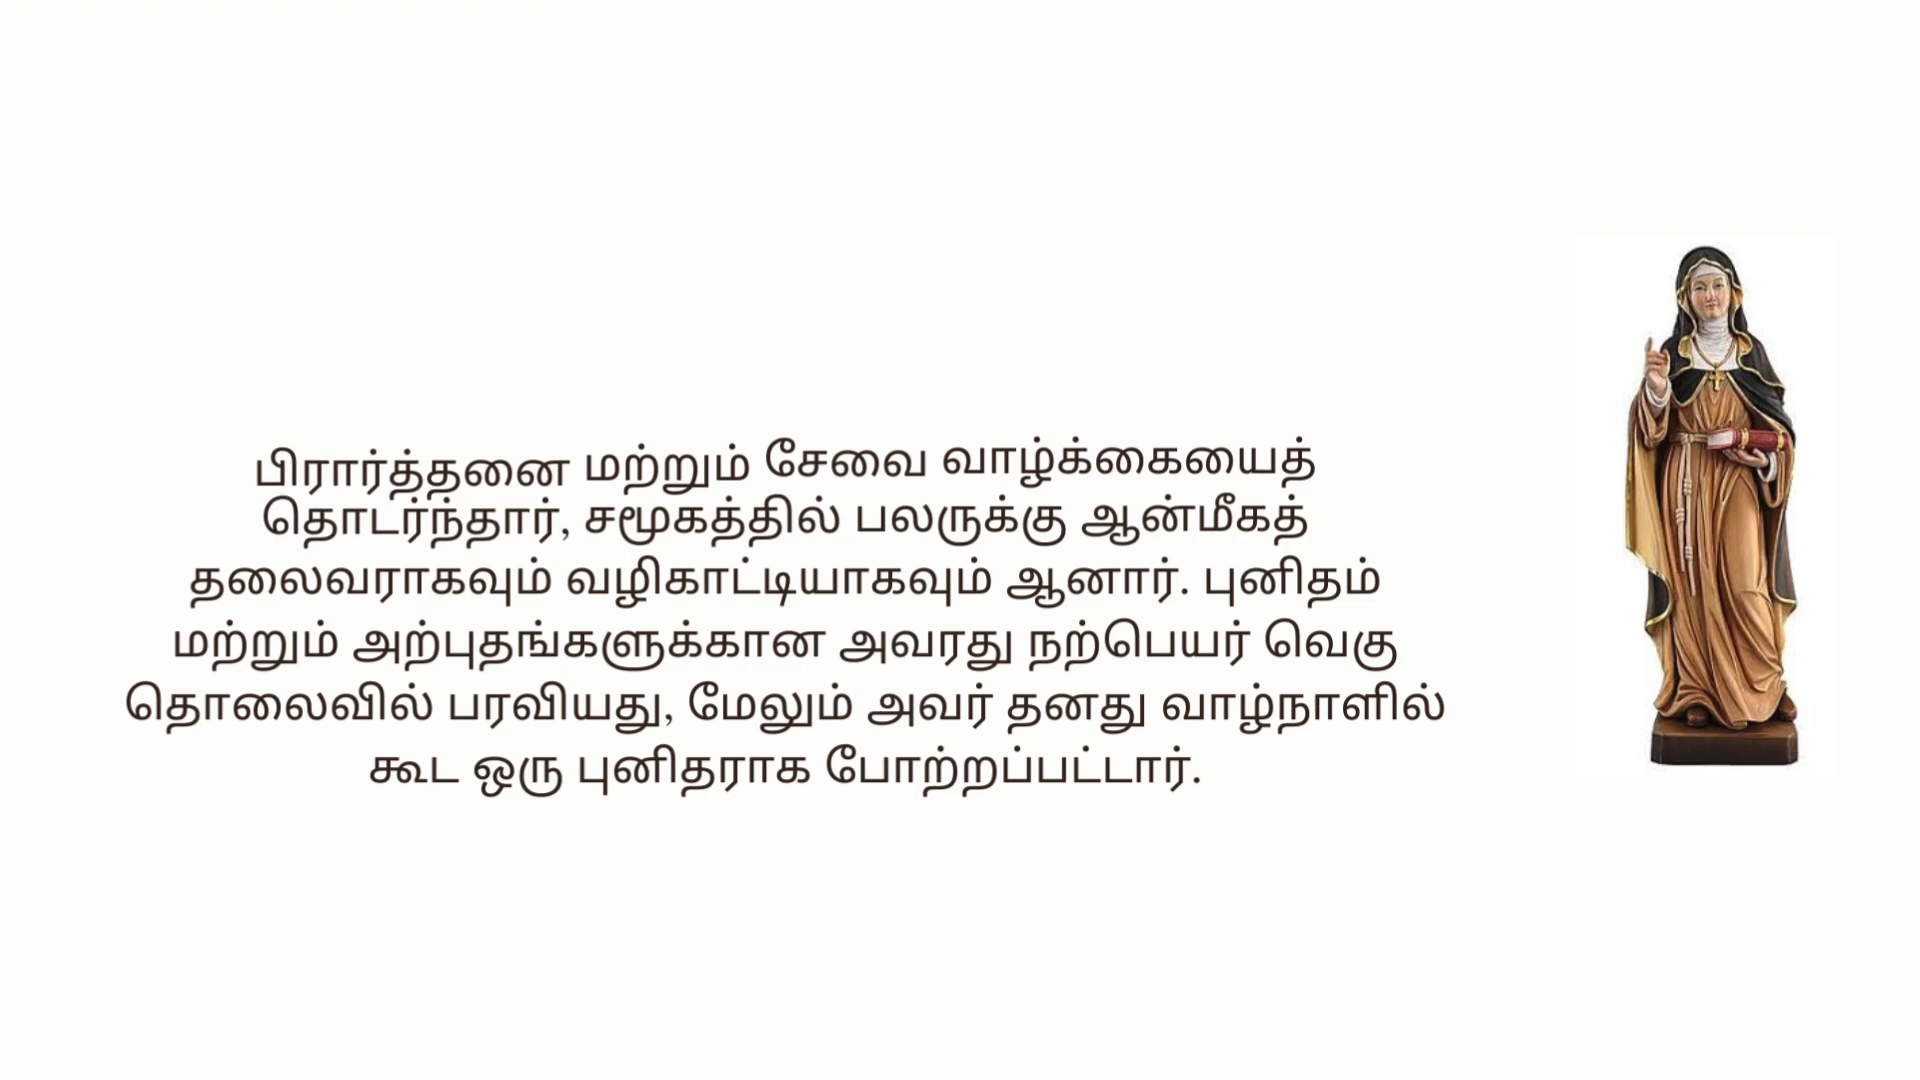 பிரார்த்தனை மற்றும் சேவை வாழ்க்கையைத்
தொடர்ந்தார், சமூகத்தில் பலருக்கு ஆன்மீகத்
தலைவராகவும் வழிகாட்டியாகவும் ஆனார். புனிதம்
மற்றும் அற்புதங்களுக்கான அவரது நற்பெயர் வெகு
தொலைவில் பரவியது, மேலும் அவர் தனது வாழ்நாளில்
கூட ஒரு புனிதராக போற்றப்பட்டார்.